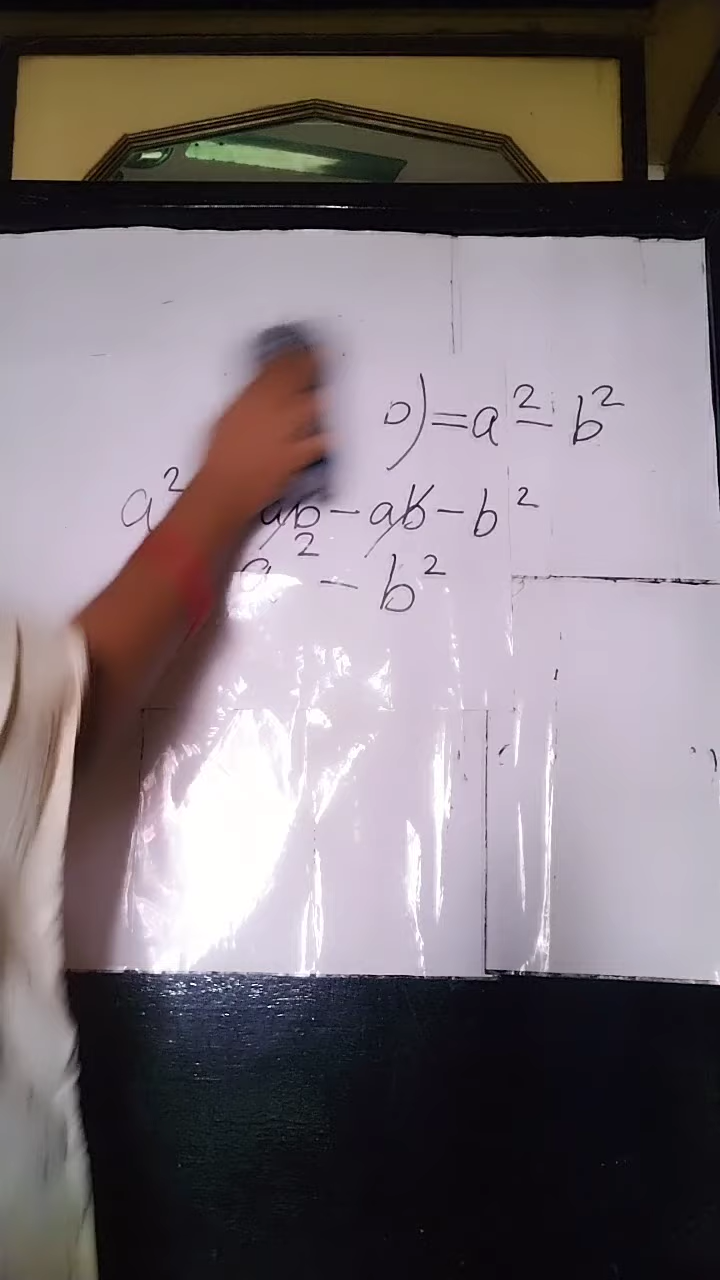 b) = a² - b²
a² ab - ab - b²
a² - b²